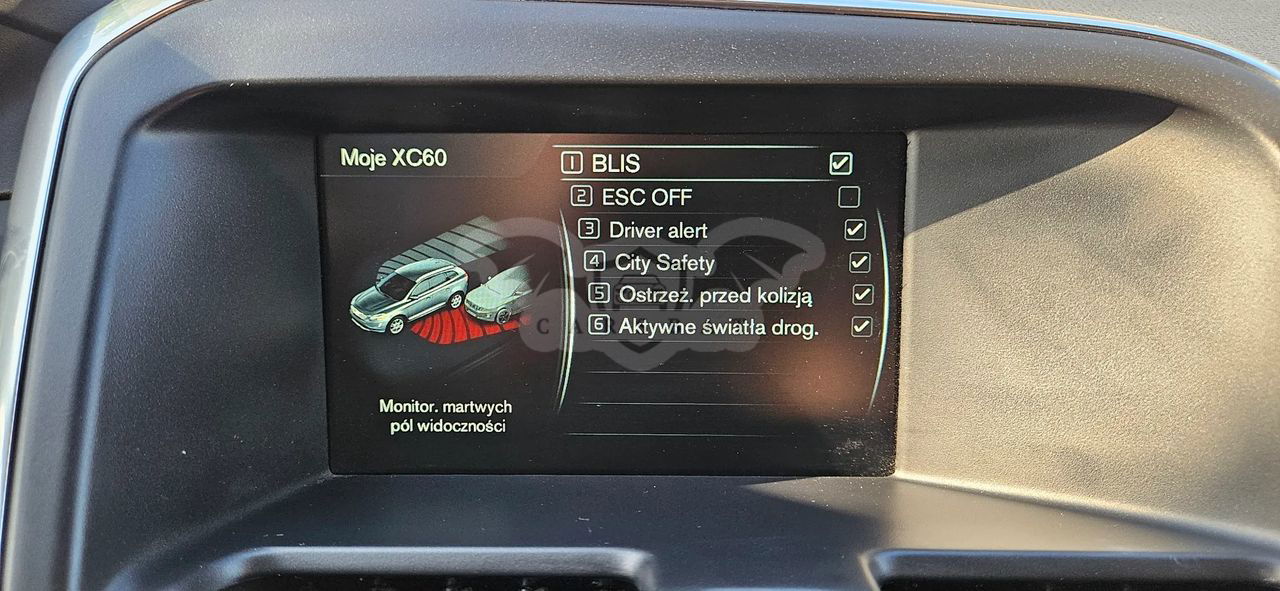 Moje XC60
1 BLIS
2 ESC OFF
3 Driver alert
4 City Safety
5 Ostrzeż. przed kolizją
6 Aktywne światła drog.
Monitor. martwych
pól widoczności